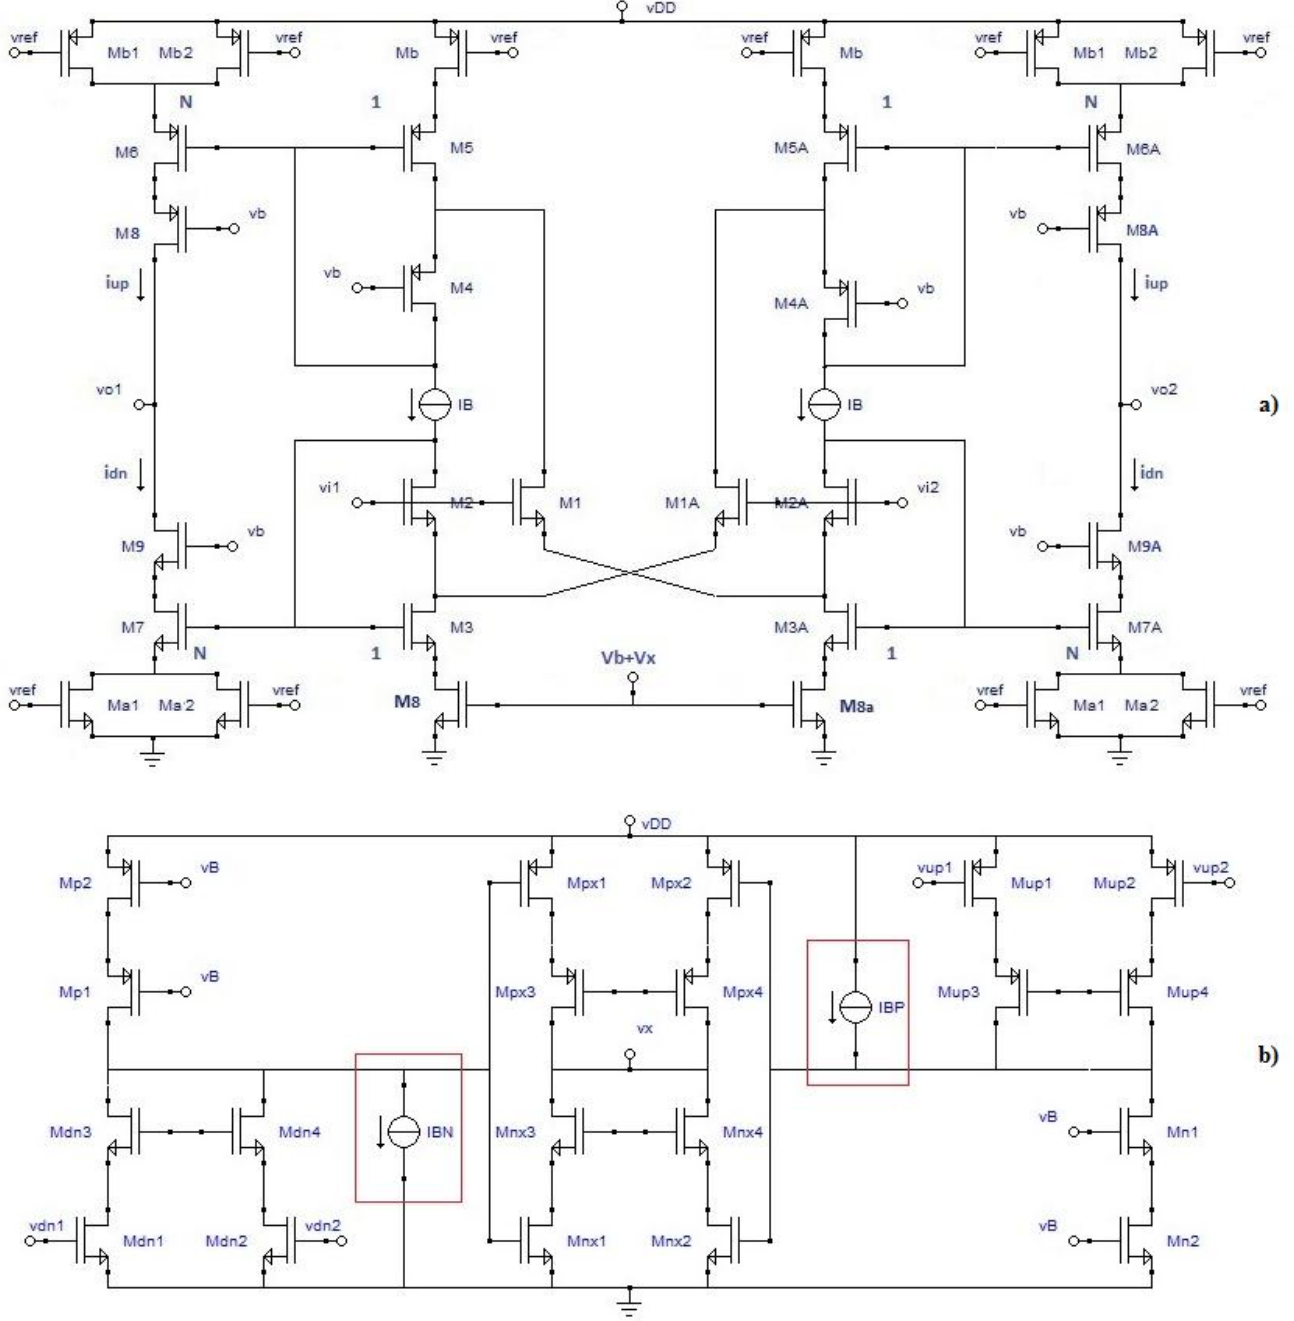 vDD
vref Mb1 Mb2 vref Mb vref vref Mb vref Mb1 Mb2 vref
N 1 1 N
M6 M5 M5A M6A
M8 vb vb M8A
iup vb M4 M4A vb iup
vo1 IB IB vo2 a)
idn vi1 M2 M1 M1A M2A vi2 idn
M9 vb vb M9A
M7 M3 M3A M7A
N 1 Vb+Vx 1 N
vref Ma1 Ma2 vref M8 M8a vref Ma1 Ma2 vref
vDD
Mp2 vB Mpx1 Mpx2 vup1 Mup1 Mup2 vup2
Mp1 vB Mpx3 Mpx4 IBP Mup3 Mup4
vx b)
Mdn3 Mdn4 IBN Mnx3 Mnx4 vB Mn1
vdn1 Mdn1 Mdn2 vdn2 Mnx1 Mnx2 vB Mn2